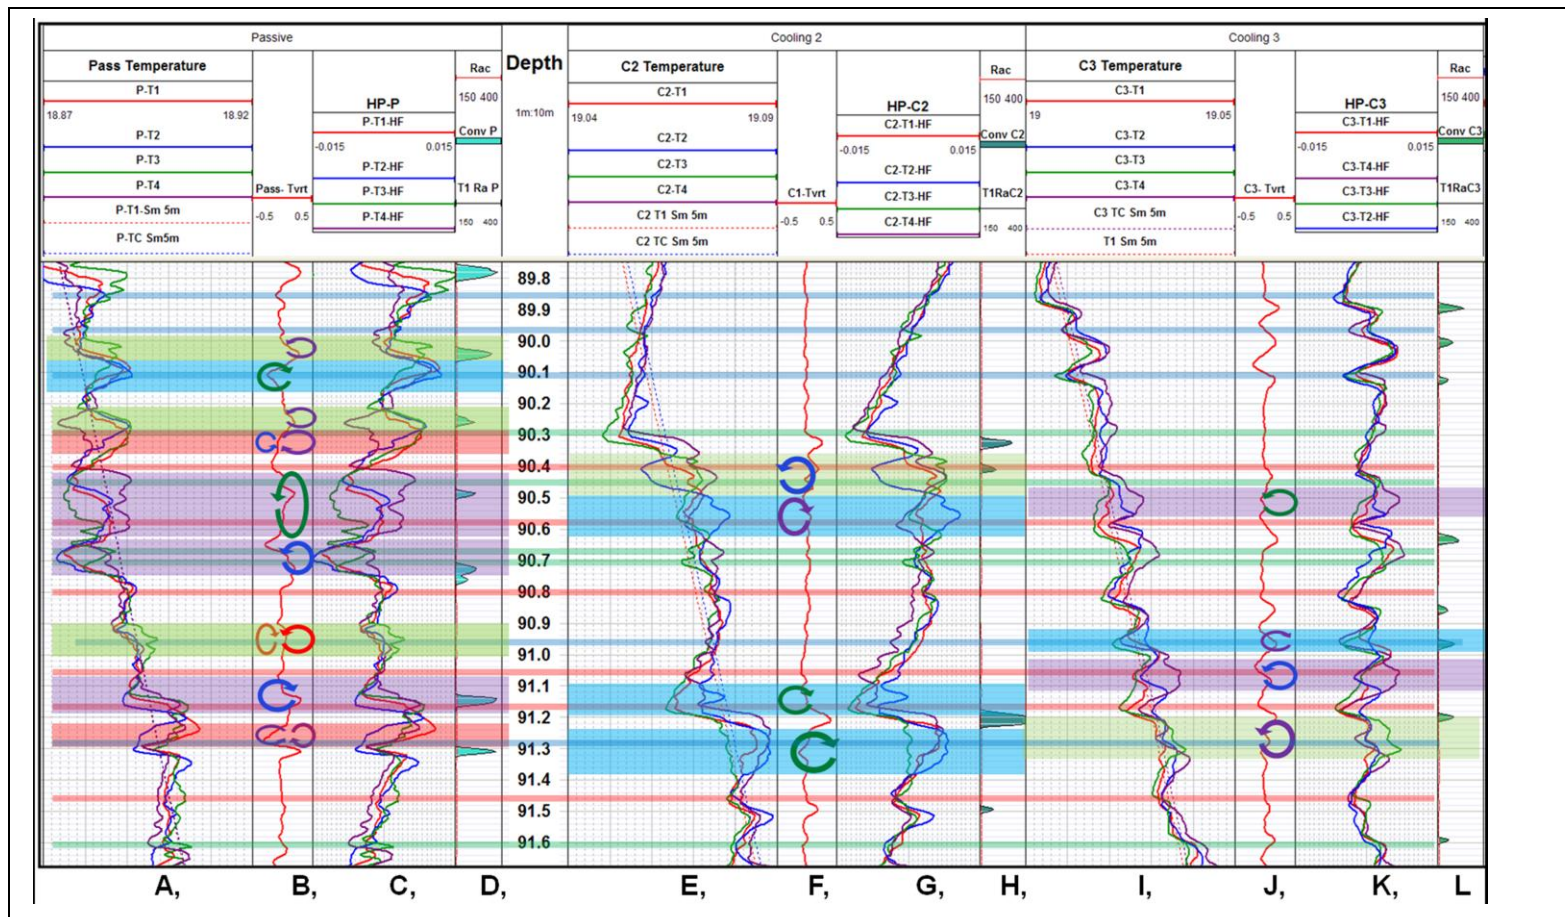 Passive
Cooling 2
Cooling 3
Pass Temperature
P-T1
18.87 18.92
P-T2
P-T3
P-T4
P-T1-Sm 5m
P-TC Sm5m
Pass- Tvrt
-0.5 0.5
HP-P
P-T1-HF
-0.015 0.015
P-T2-HF
P-T3-HF
P-T4-HF
Rac
150 400
Conv P
T1 Ra P
150 400
Depth
1m:10m
C2 Temperature
C2-T1
19.04 19.09
C2-T2
C2-T3
C2-T4
C2 T1 Sm 5m
C2 TC Sm 5m
C1-Tvrt
-0.5 0.5
HP-C2
C2-T1-HF
-0.015 0.015
C2-T2-HF
C2-T3-HF
C2-T4-HF
Rac
150 400
Conv C2
T1RaC2
150 400
C3 Temperature
C3-T1
19 19.05
C3-T2
C3-T3
C3-T4
C3 TC Sm 5m
T1 Sm 5m
C3- Tvrt
-0.5 0.5
HP-C3
C3-T1-HF
-0.015 0.015
C3-T4-HF
C3-T3-HF
C3-T2-HF
Rac
150 400
Conv C3
T1RaC3
150 400
89.8
89.9
90.0
90.1
90.2
90.3
90.4
90.5
90.6
90.7
90.8
90.9
91.0
91.1
91.2
91.3
91.4
91.5
91.6
A, B, C, D, E, F, G, H, I, J, K, L